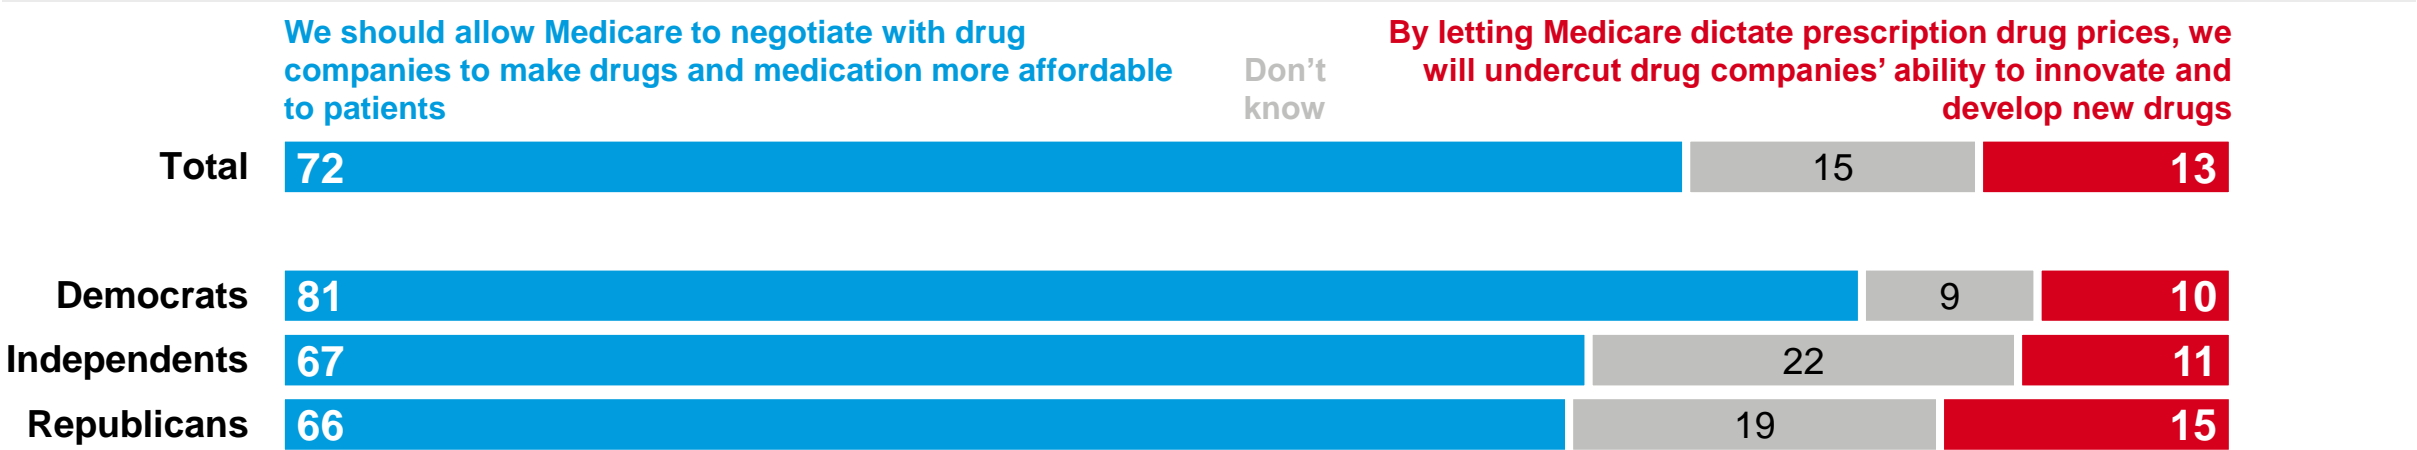 We should allow Medicare to negotiate with drug
companies to make drugs and medication more affordable
to patients
Don’t
know
By letting Medicare dictate prescription drug prices, we
will undercut drug companies’ ability to innovate and
develop new drugs
Total 72 15 13
Democrats 81 9 10
Independents 67 22 11
Republicans 66 19 15